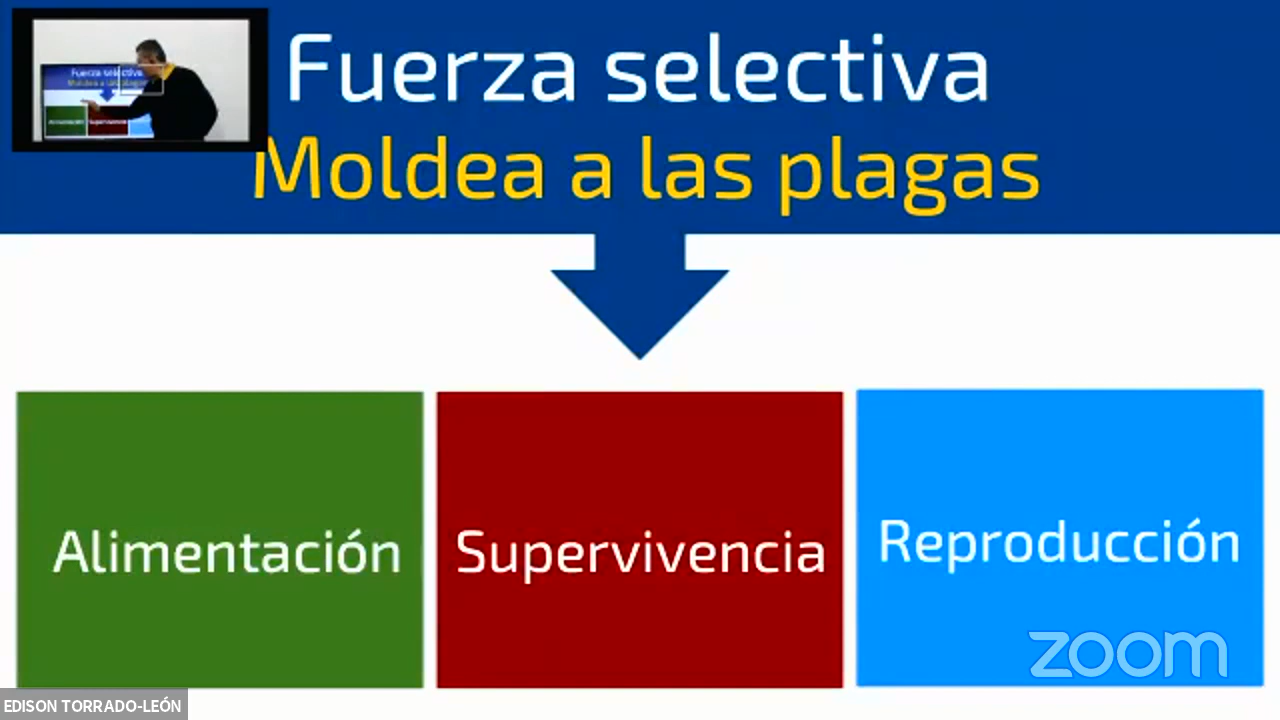 Fuerza selectiva
Moldea a las plagas
Alimentación
Supervivencia
Reproducción
zoom
EDISON TORRADO-LEÓN